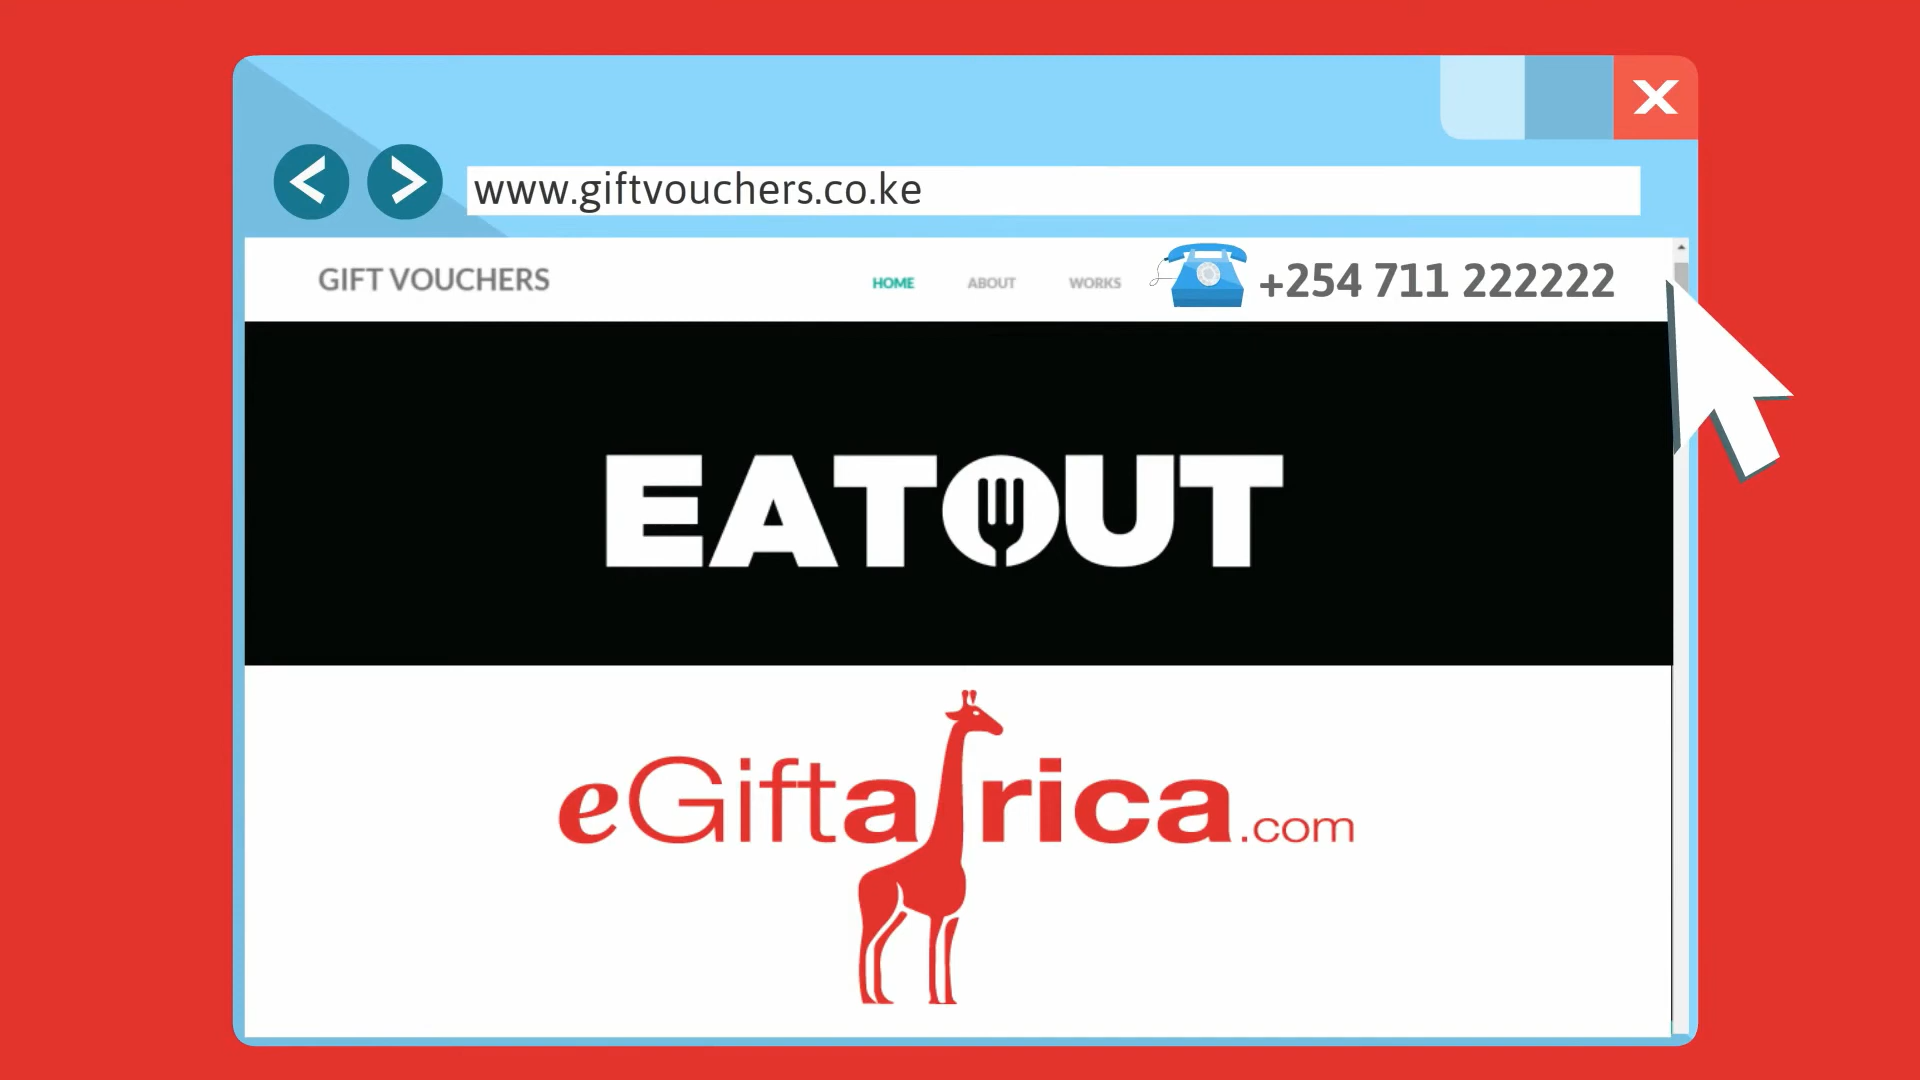 www.giftvouchers.co.ke
GIFT VOUCHERS HOME ABOUT WORKS +254 711 222222
EATOUT
eGiftafrica.com